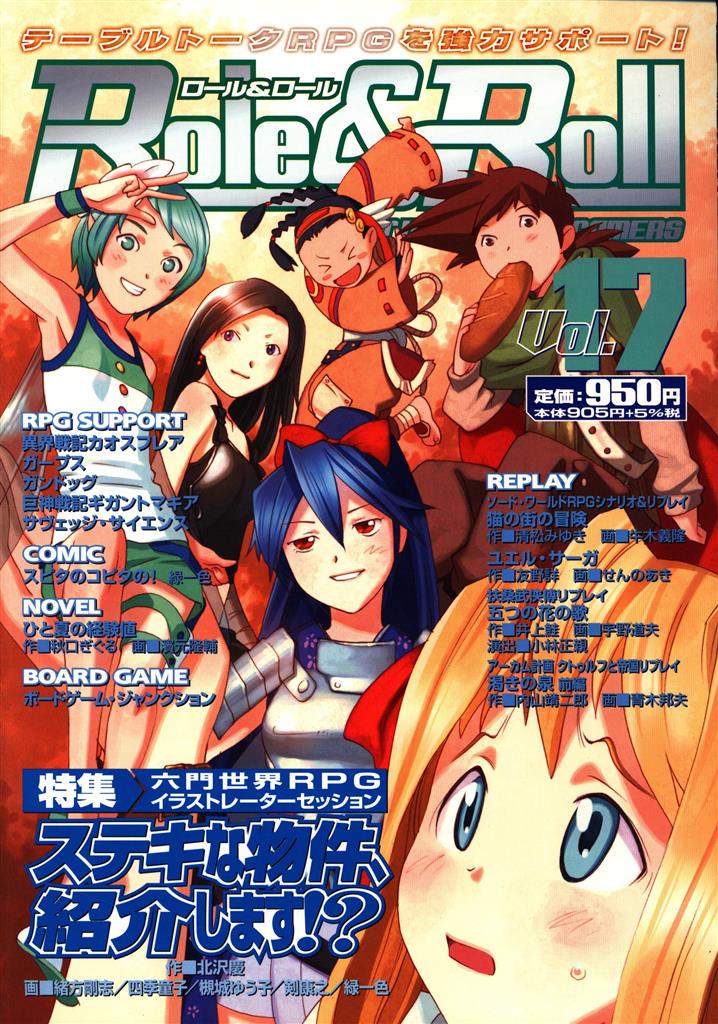 テーブルトークRPGを強力サポート!
ロール&ロール
Role&Roll
GAMERS
Vol.17
定価:950円
本体905円+5%税
RPG SUPPORT
異界戦記カオスフレア
ガープス
ガンドッグ
巨神戦記ギガントマキア
サヴェッジ・サイエンス
COMIC
スピタのコピタの! 緑一色
NOVEL
ひと夏の経験値
作■秋口ぎぐる 画■濱元隆輔
BOARD GAME
ボードゲーム・ジャンクション
REPLAY
ソード・ワールドRPGシナリオ&リプレイ
猫の街の冒険
作■清松みゆき 画■牛木義隆
ユエル・サーガ
作■友野詳 画■せんのあき
扶桑武侠傳リプレイ
五つの花の歌
作■井上 画■宇野道夫
演出■小林正親
アーカム計画 クトゥルフと帝国リプレイ
渇きの泉 前編
作■内山靖二郎 画■青木邦夫
特集
六門世界RPG
イラストレーターセッション
ステキな物件、
紹介します!?
作■北沢慶
画■緒方剛志/四季童子/槻城ゆう子/剣康之/緑一色